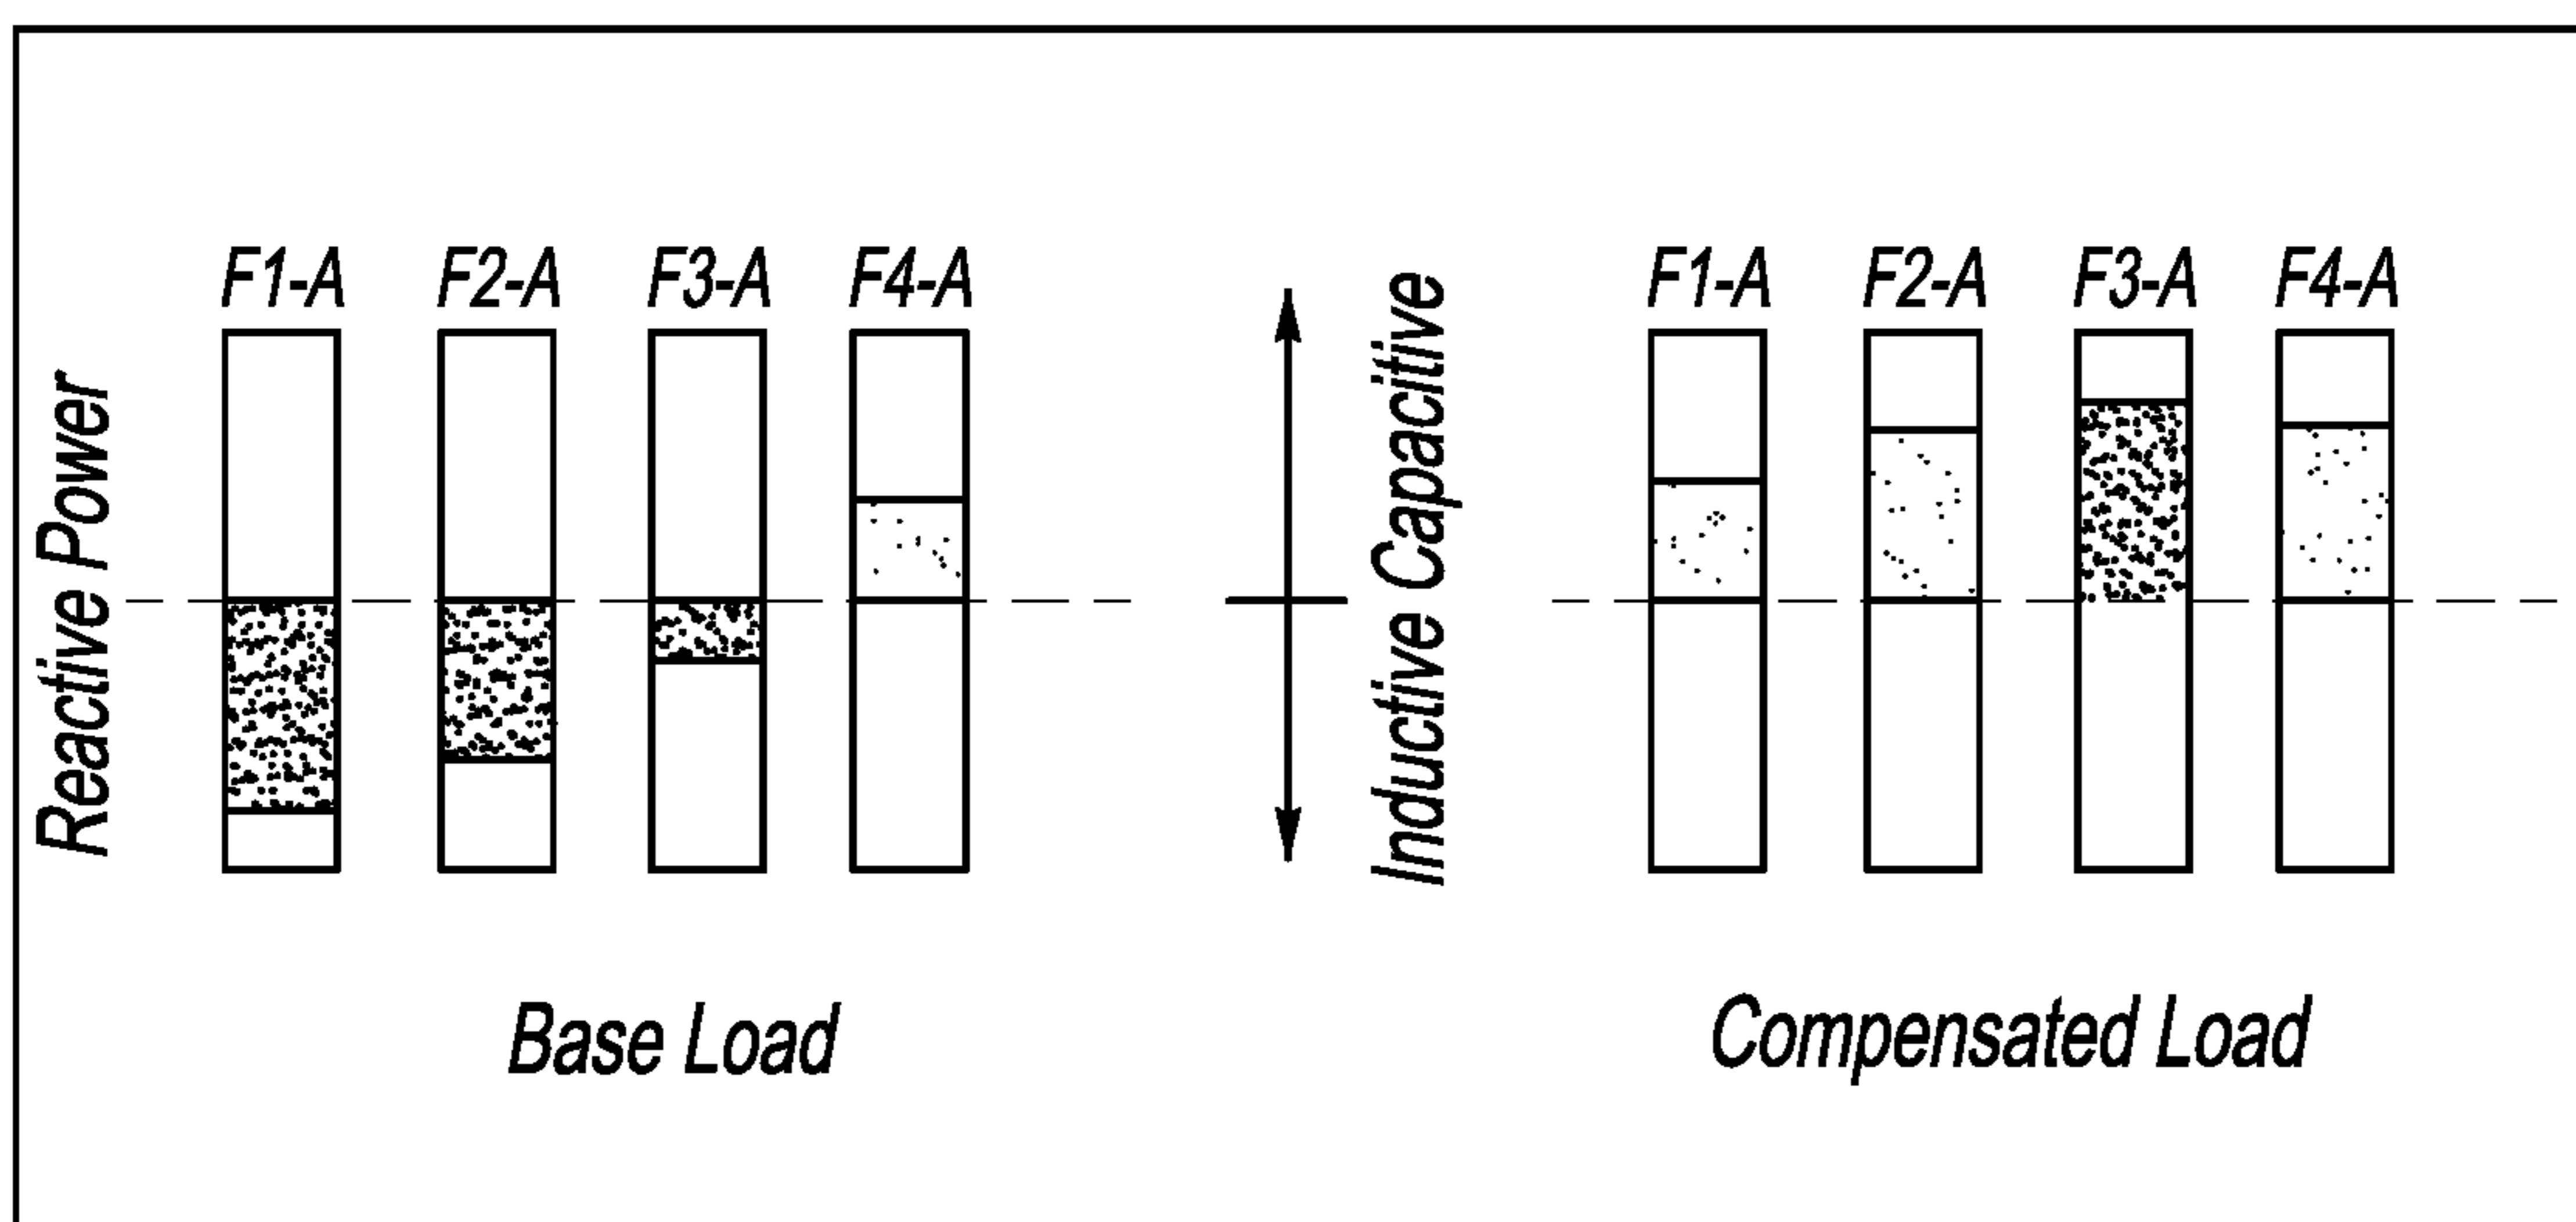 Reactive Power
F1-A F2-A F3-A F4-A
Base Load
Inductive Capacitive
F1-A F2-A F3-A F4-A
Compensated Load